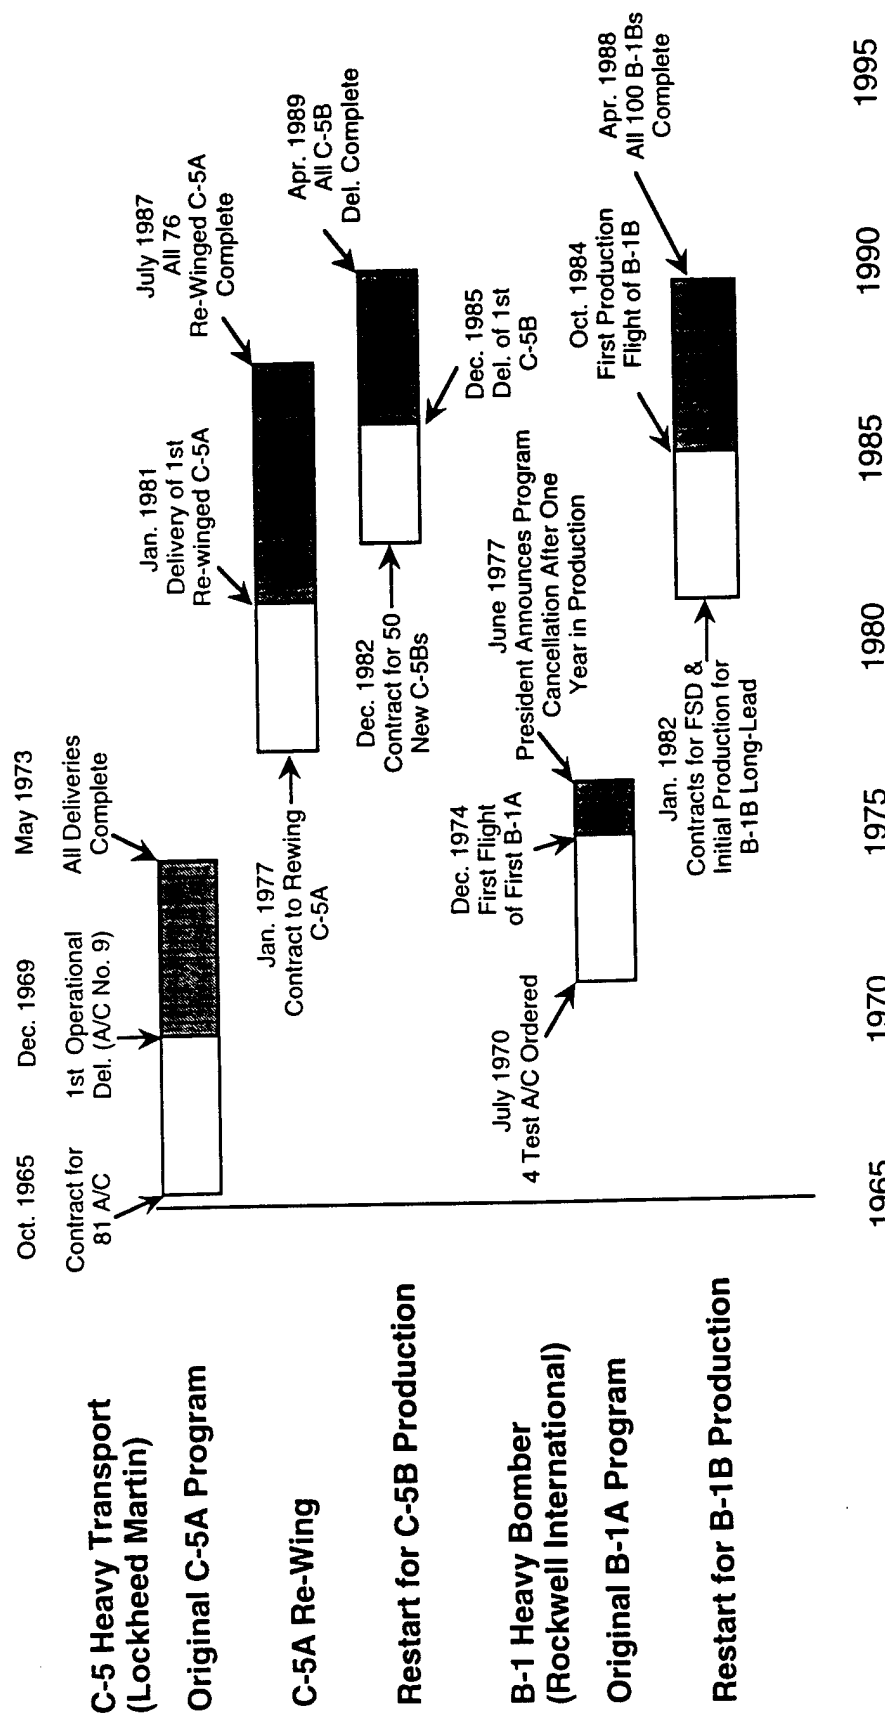 C-5 Heavy Transport
(Lockheed Martin)
Original C-5A Program
Oct. 1965
Contract for
81 A/C
Dec. 1969
1st Operational
Del. (A/C No. 9)
May 1973
All Deliveries
Complete
C-5A Re-Wing
Jan. 1977
Contract to Rewing
C-5A
Jan. 1981
Delivery of 1st
Re-winged C-5A
July 1987
All 76
Re-Winged C-5A
Complete
Restart for C-5B Production
Dec. 1982
Contract for 50
New C-5Bs
Dec. 1985
Del. of 1st
C-5B
Apr. 1989
All C-5B
Del. Complete
B-1 Heavy Bomber
(Rockwell International)
Original B-1A Program
July 1970
4 Test A/C Ordered
Dec. 1974
First Flight
of First B-1A
June 1977
President Announces Program
Cancellation After One
Year in Production
Restart for B-1B Production
Jan. 1982
Contracts for FSD &
Initial Production for
B-1B Long-Lead
Oct. 1984
First Production
Flight of B-1B
Apr. 1988
All 100 B-1Bs
Complete
1965 1970 1975 1980 1985 1990 1995